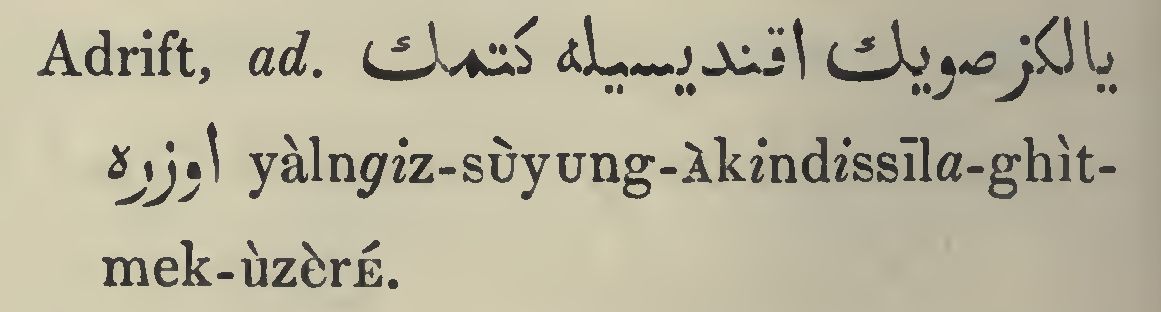 Adrift, ad. يالكز صويك اقنديسيله كتمك
اوزره yàlngiz-sùyung-àkindissīla-ghìt-
mek-ùzèré.